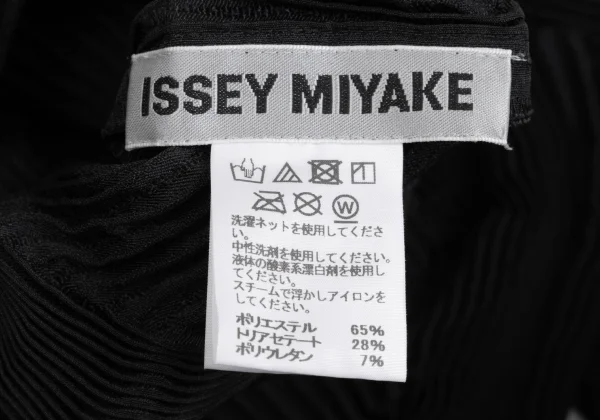 ISSEY MIYAKE
W
洗濯ネットを使用してくださ
い。
中性洗剤を使用してください。
液体の酸素系漂白剤を使用し
てください。
スチームで浮かしアイロンを
してください。
ポリエステル 65%
トリアセテート 28%
ポリウレタン 7%